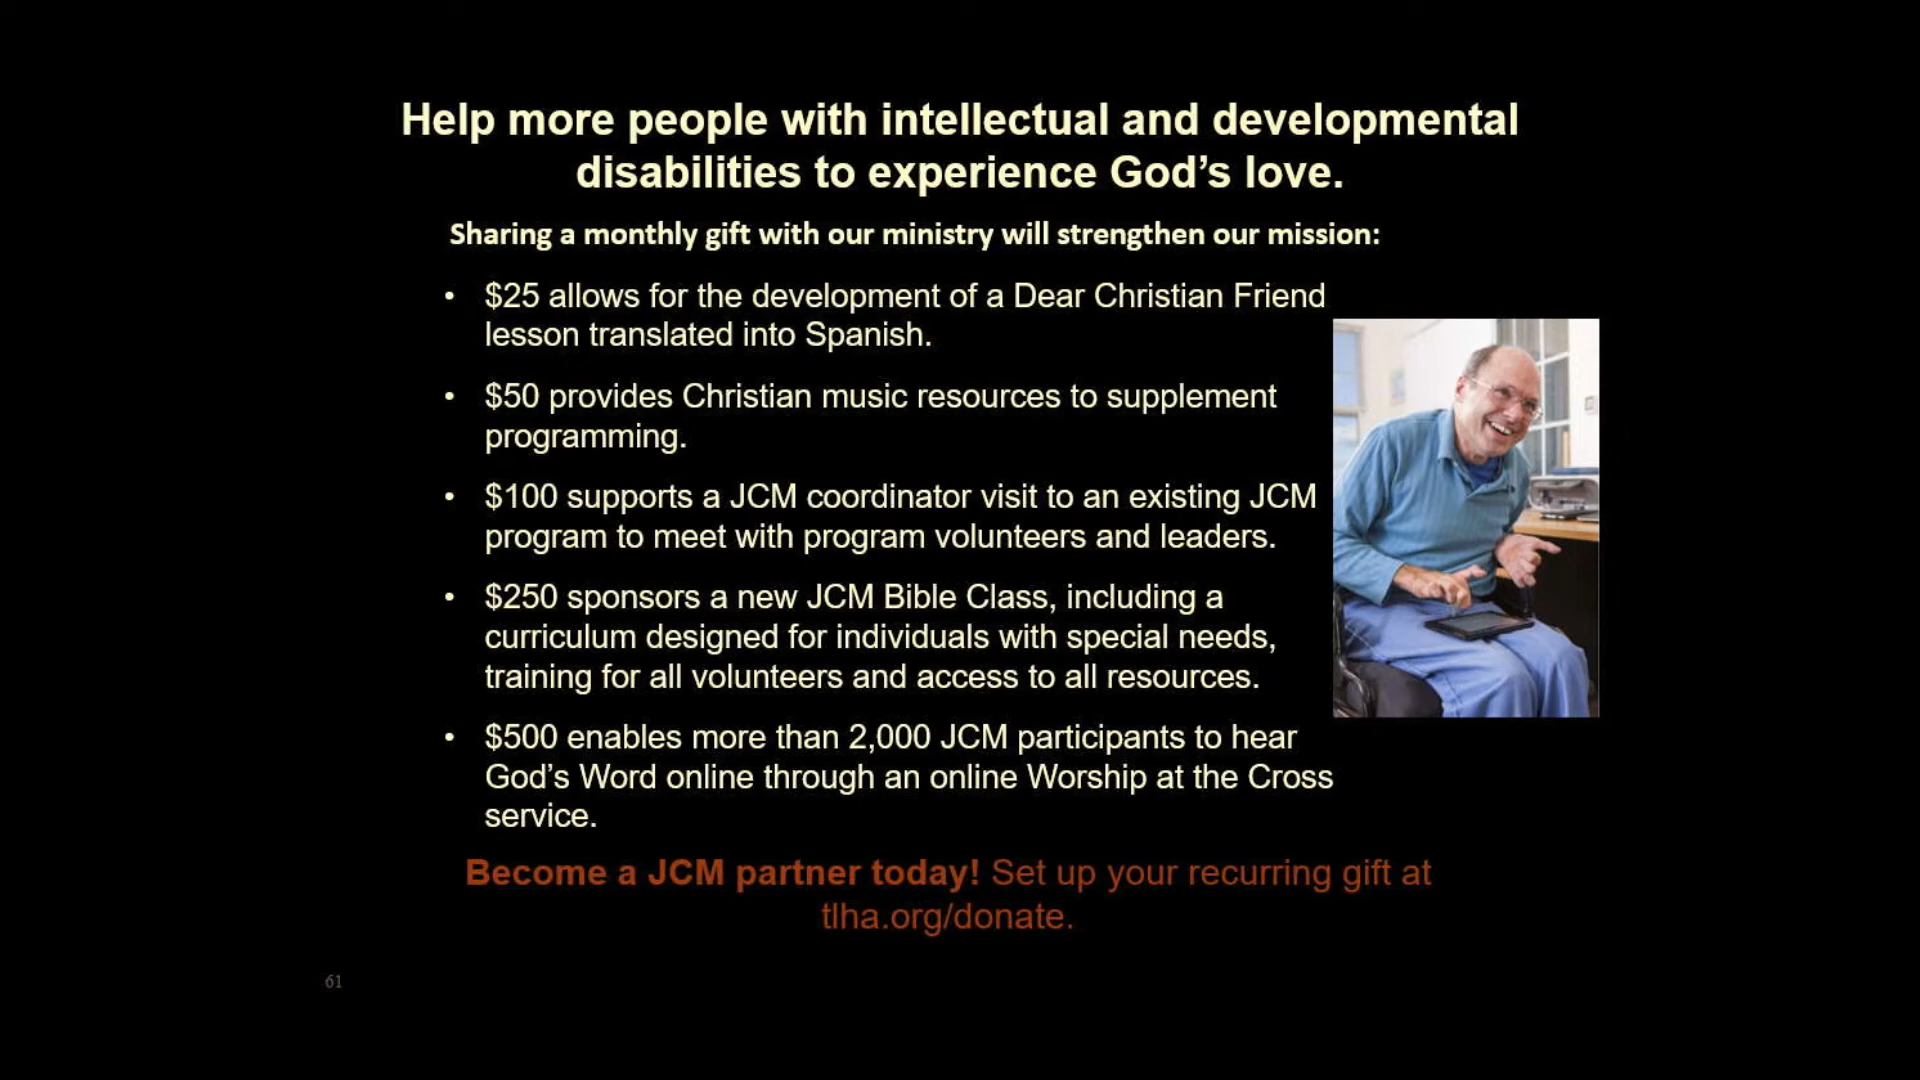 Help more people with intellectual and developmental
disabilities to experience God’s love.
Sharing a monthly gift with our ministry will strengthen our mission:
• $25 allows for the development of a Dear Christian Friend
lesson translated into Spanish.
• $50 provides Christian music resources to supplement
programming.
• $100 supports a JCM coordinator visit to an existing JCM
program to meet with program volunteers and leaders.
• $250 sponsors a new JCM Bible Class, including a
curriculum designed for individuals with special needs,
training for all volunteers and access to all resources.
• $500 enables more than 2,000 JCM participants to hear
God’s Word online through an online Worship at the Cross
service.
Become a JCM partner today! Set up your recurring gift at
tlha.org/donate.
61